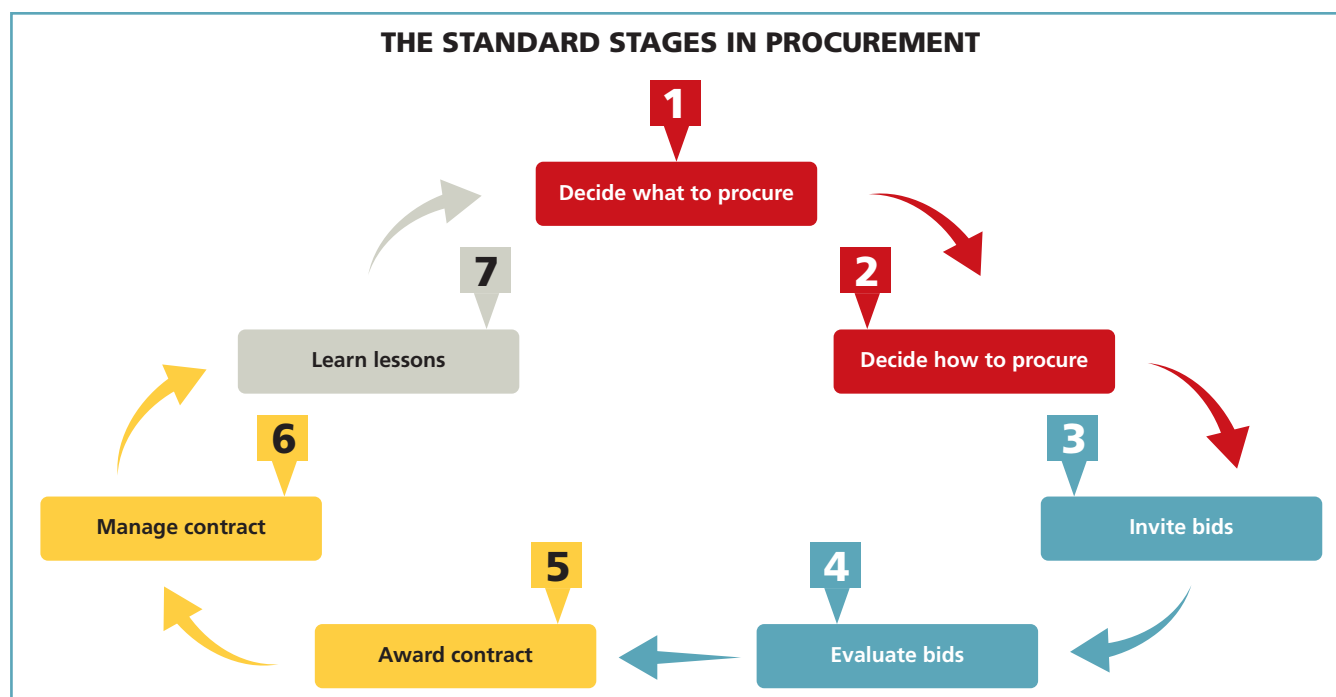 THE STANDARD STAGES IN PROCUREMENT
1
Decide what to procure
2
Decide how to procure
3
Invite bids
4
Evaluate bids
5
Award contract
6
Manage contract
7
Learn lessons